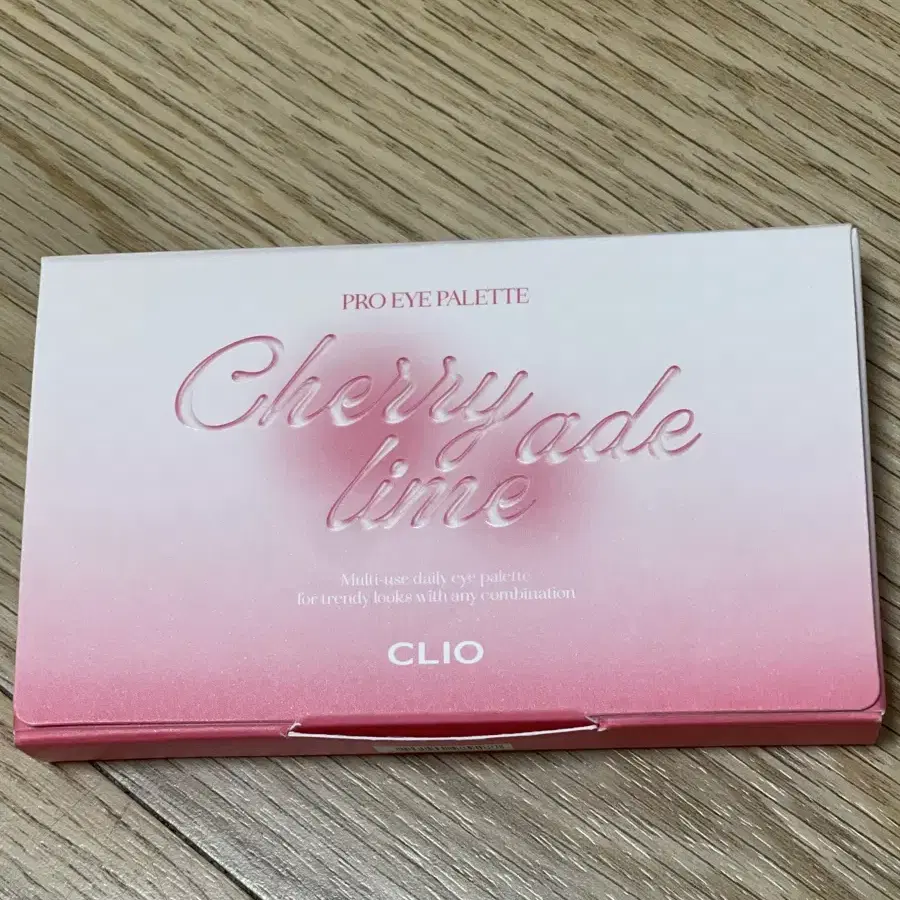 PRO EYE PALETTE
Cherry ade
lime
Multi-use daily eye palette
for trendy looks with any combination
CLIO